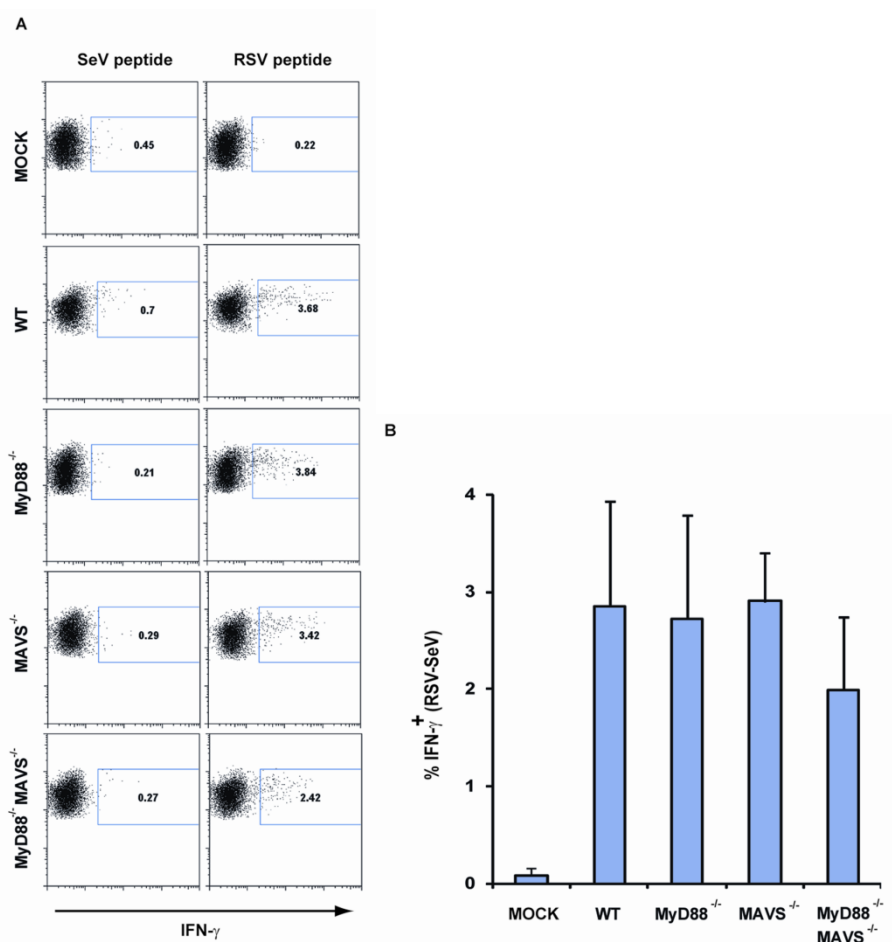 A
SeV peptide RSV peptide
MOCK
0.45 0.22
WT
0.7 3.68
MyD88-/-
0.21 3.84
MAVS-/-
0.29 3.42
MyD88-/- MAVS-/-
0.27 2.42
IFN-γ
B
% IFN-γ+ (RSV-SeV)
4
3
2
1
0
MOCK WT MyD88-/- MAVS-/- MyD88-/-
MAVS-/-